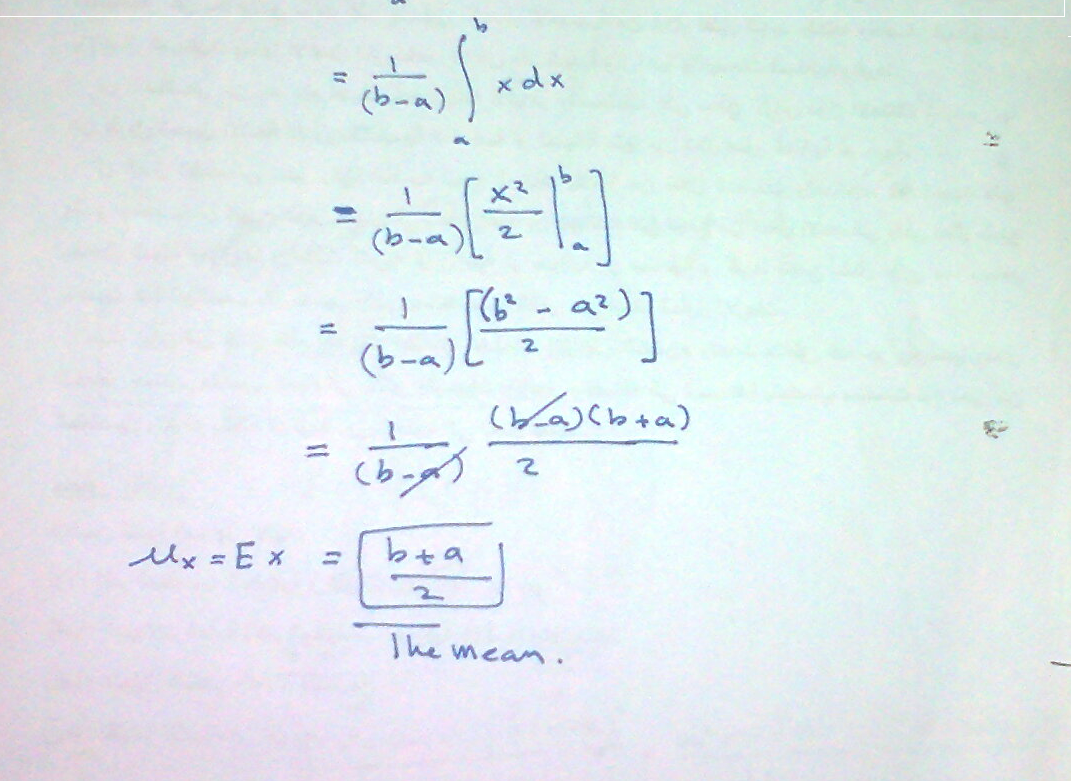 = 1/(b-a) ∫_a^b x dx
= 1/(b-a) [x²/2 |_a^b]
= 1/(b-a) [(b² - a²)/2]
= 1/(b-a) (b-a)(b+a)/2
μx = E x = b+a/2
The mean.